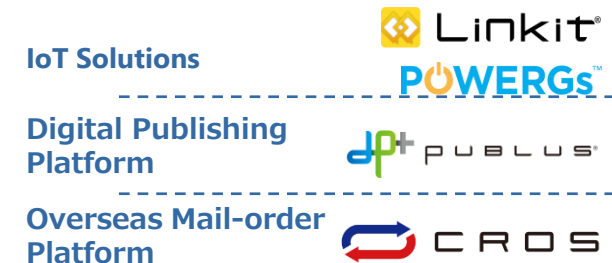 Linkit®
IoT Solutions
POWERGs™
Digital Publishing
Platform
dp+ PUBLUS®
Overseas Mail-order
Platform
CROS